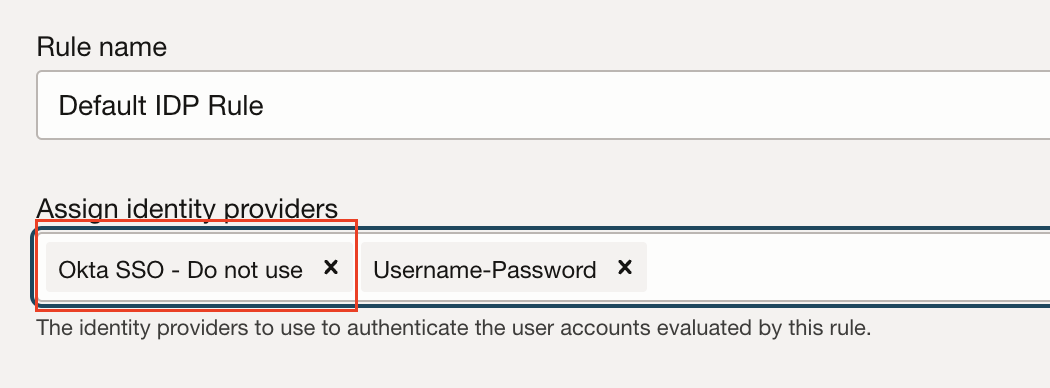 Rule name
Default IDP Rule
Assign identity providers
Okta SSO - Do not use × Username-Password ×
The identity providers to use to authenticate the user accounts evaluated by this rule.